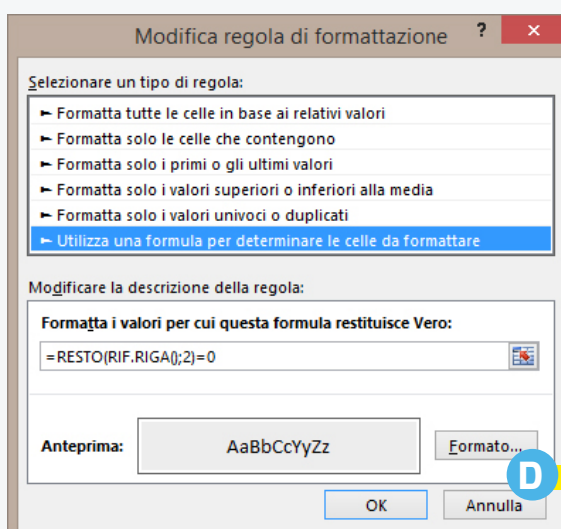 Modifica regola di formattazione ? ×
Selezionare un tipo di regola:
► Formatta tutte le celle in base ai relativi valori
► Formatta solo le celle che contengono
► Formatta solo i primi o gli ultimi valori
► Formatta solo i valori superiori o inferiori alla media
► Formatta solo i valori univoci o duplicati
► Utilizza una formula per determinare le celle da formattare
Modificare la descrizione della regola:
Formatta i valori per cui questa formula restituisce Vero:
=RESTO(RIF.RIGA();2)=0
Anteprima: AaBbCcYyZz Formato...
D
OK Annulla